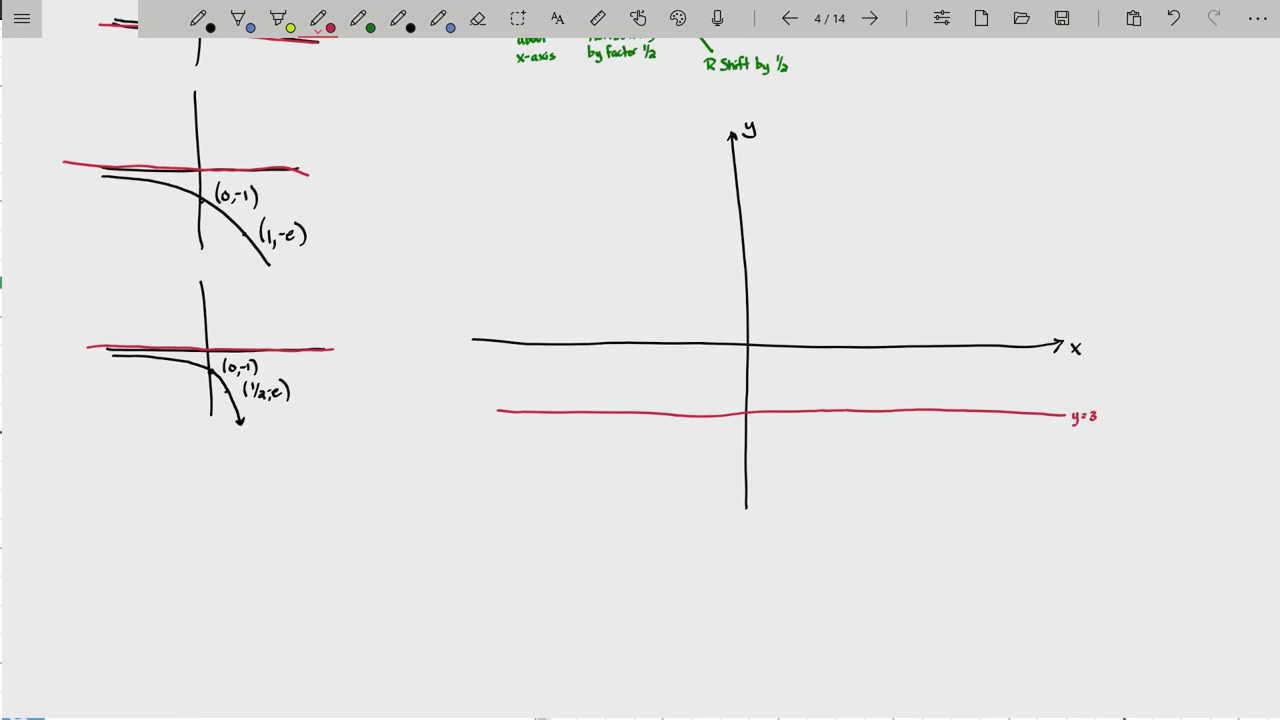 4 / 14
x-axis
by factor 1/2
R Shift by 1/2
y
(0,-1)
(1,-e)
x
(0,-1)
(1/2,-e)
y=3